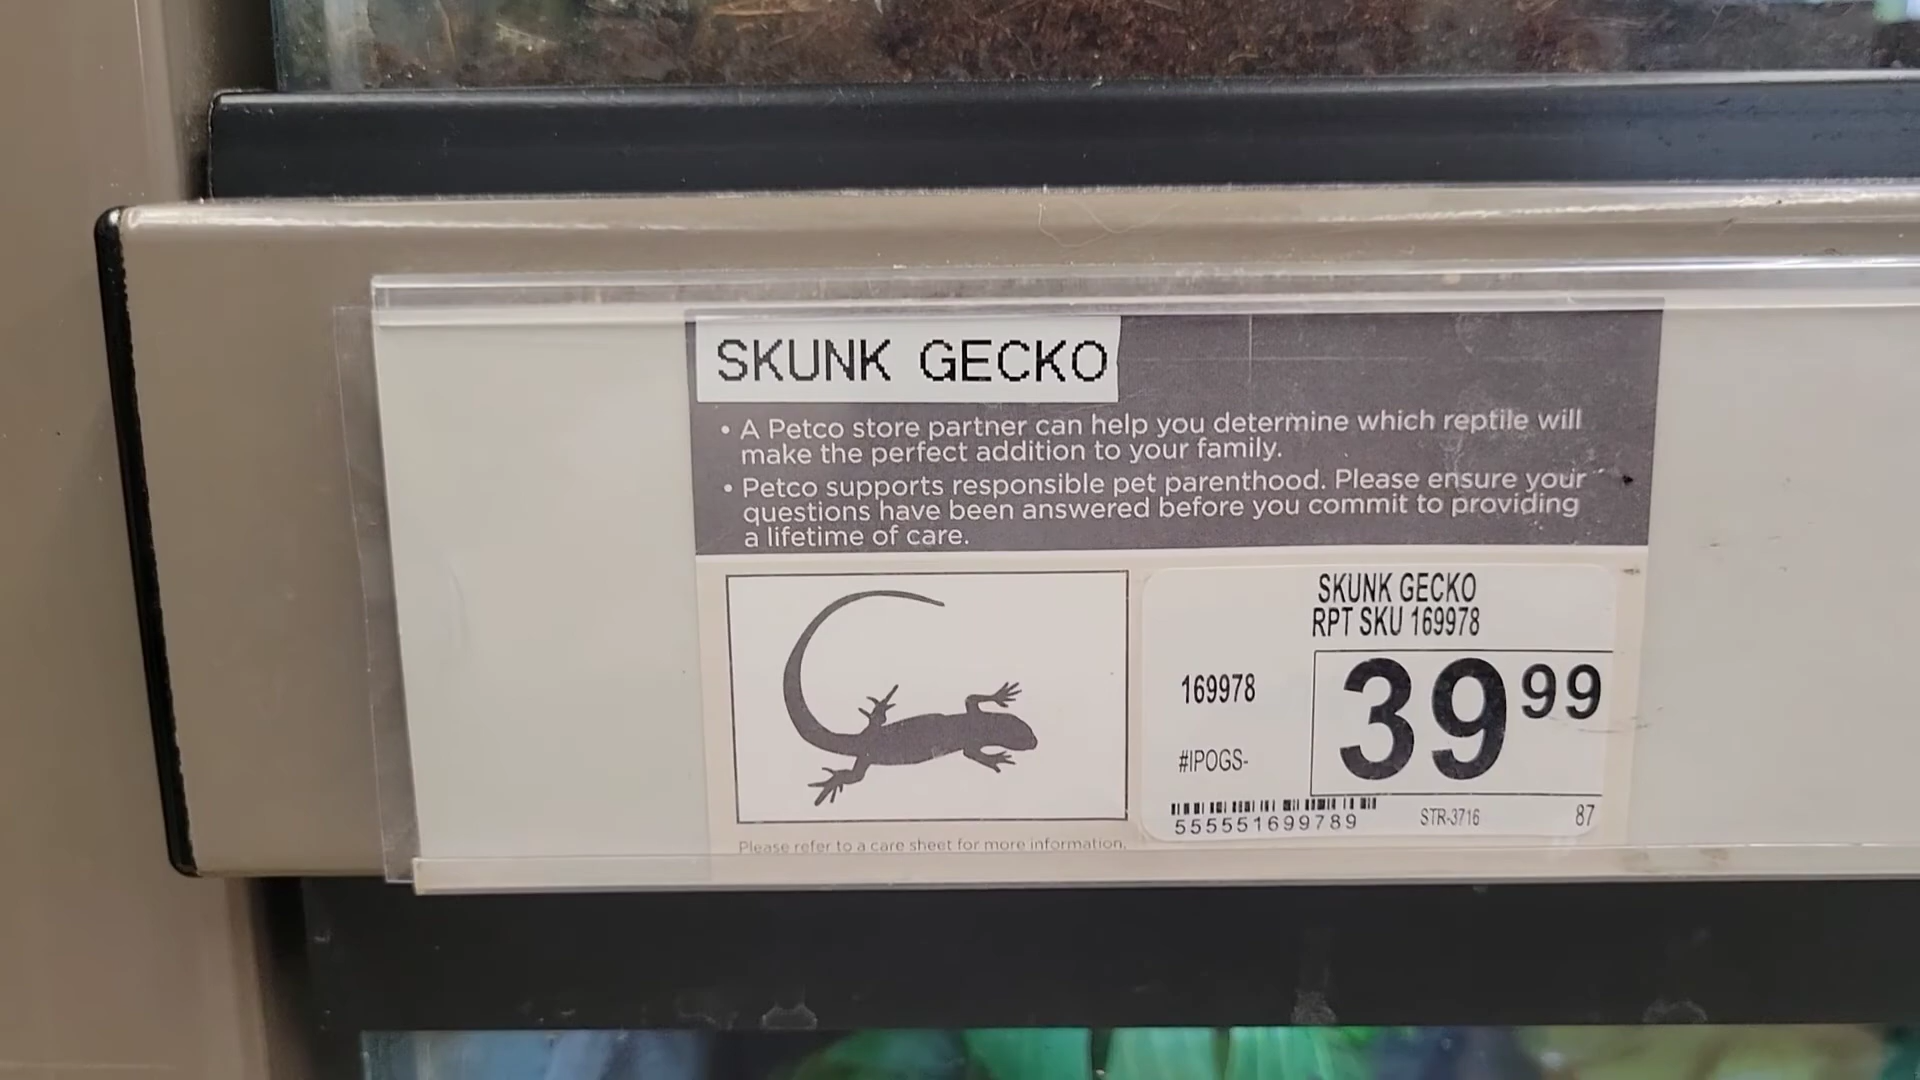 SKUNK GECKO
• A Petco store partner can help you determine which reptile will
make the perfect addition to your family.
• Petco supports responsible pet parenthood. Please ensure your
questions have been answered before you commit to providing
a lifetime of care.
SKUNK GECKO
RPT SKU 169978
169978
39 99
#IPOGS-
555551699789
STR-3716
87
Please refer to a care sheet for more information.